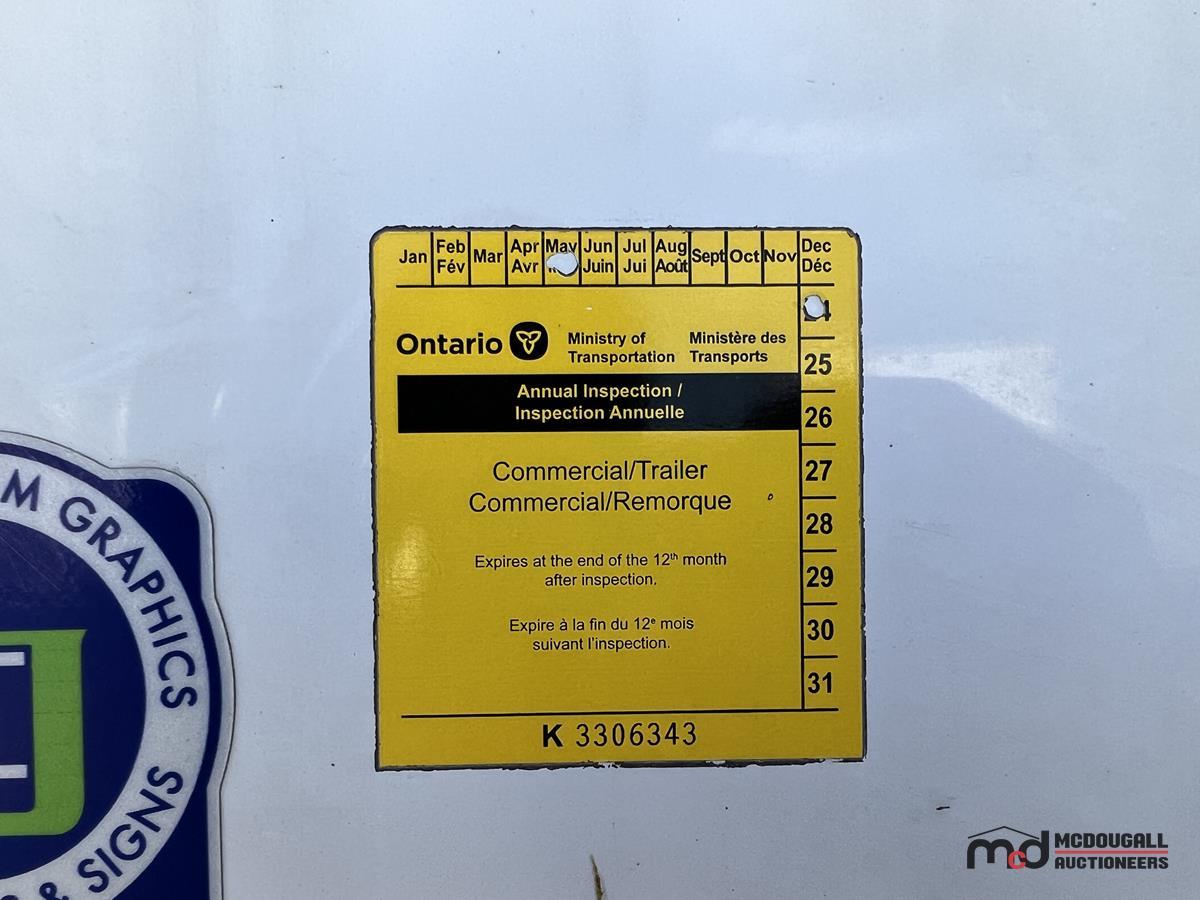 Jan Feb Mar Apr May Jun Jul Aug Sept Oct Nov Dec
Fév Avr Juin Jui Août Déc
Ontario
Ministry of
Transportation
Ministère des
Transports
Annual Inspection /
Inspection Annuelle
Commercial/Trailer
Commercial/Remorque
Expires at the end of the 12th month
after inspection.
Expire à la fin du 12e mois
suivant l'inspection.
25
26
27
28
29
30
31
K 3306343
GRAPHICS
& SIGNS
mcd
MCDOUGALL
AUCTIONEERS